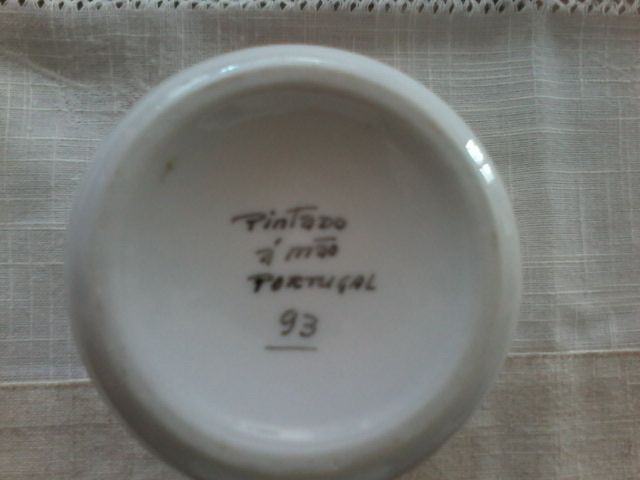 Pintado
á mão
PORTUGAL
93